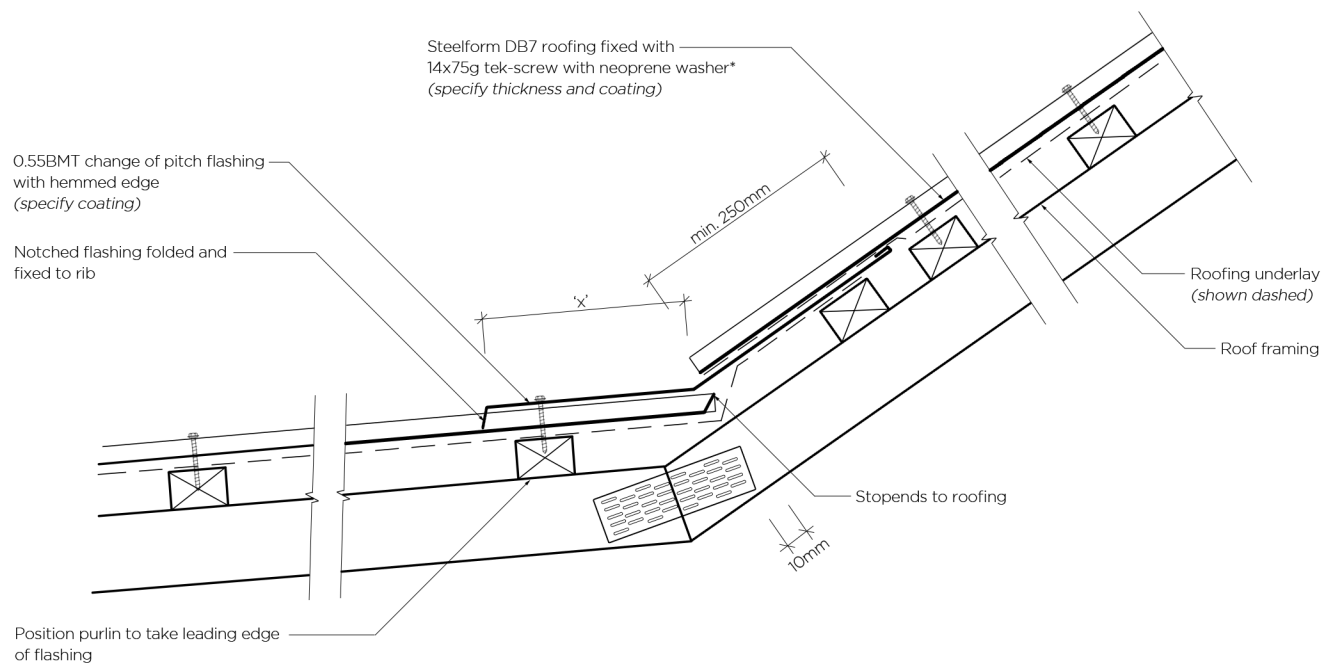 Steelform DB7 roofing fixed with
14x75g tek-screw with neoprene washer*
(specify thickness and coating)
0.55BMT change of pitch flashing
with hemmed edge
(specify coating)
Notched flashing folded and
fixed to rib
min. 250mm
'x'
Roofing underlay
(shown dashed)
Roof framing
Stopends to roofing
10mm
Position purlin to take leading edge
of flashing